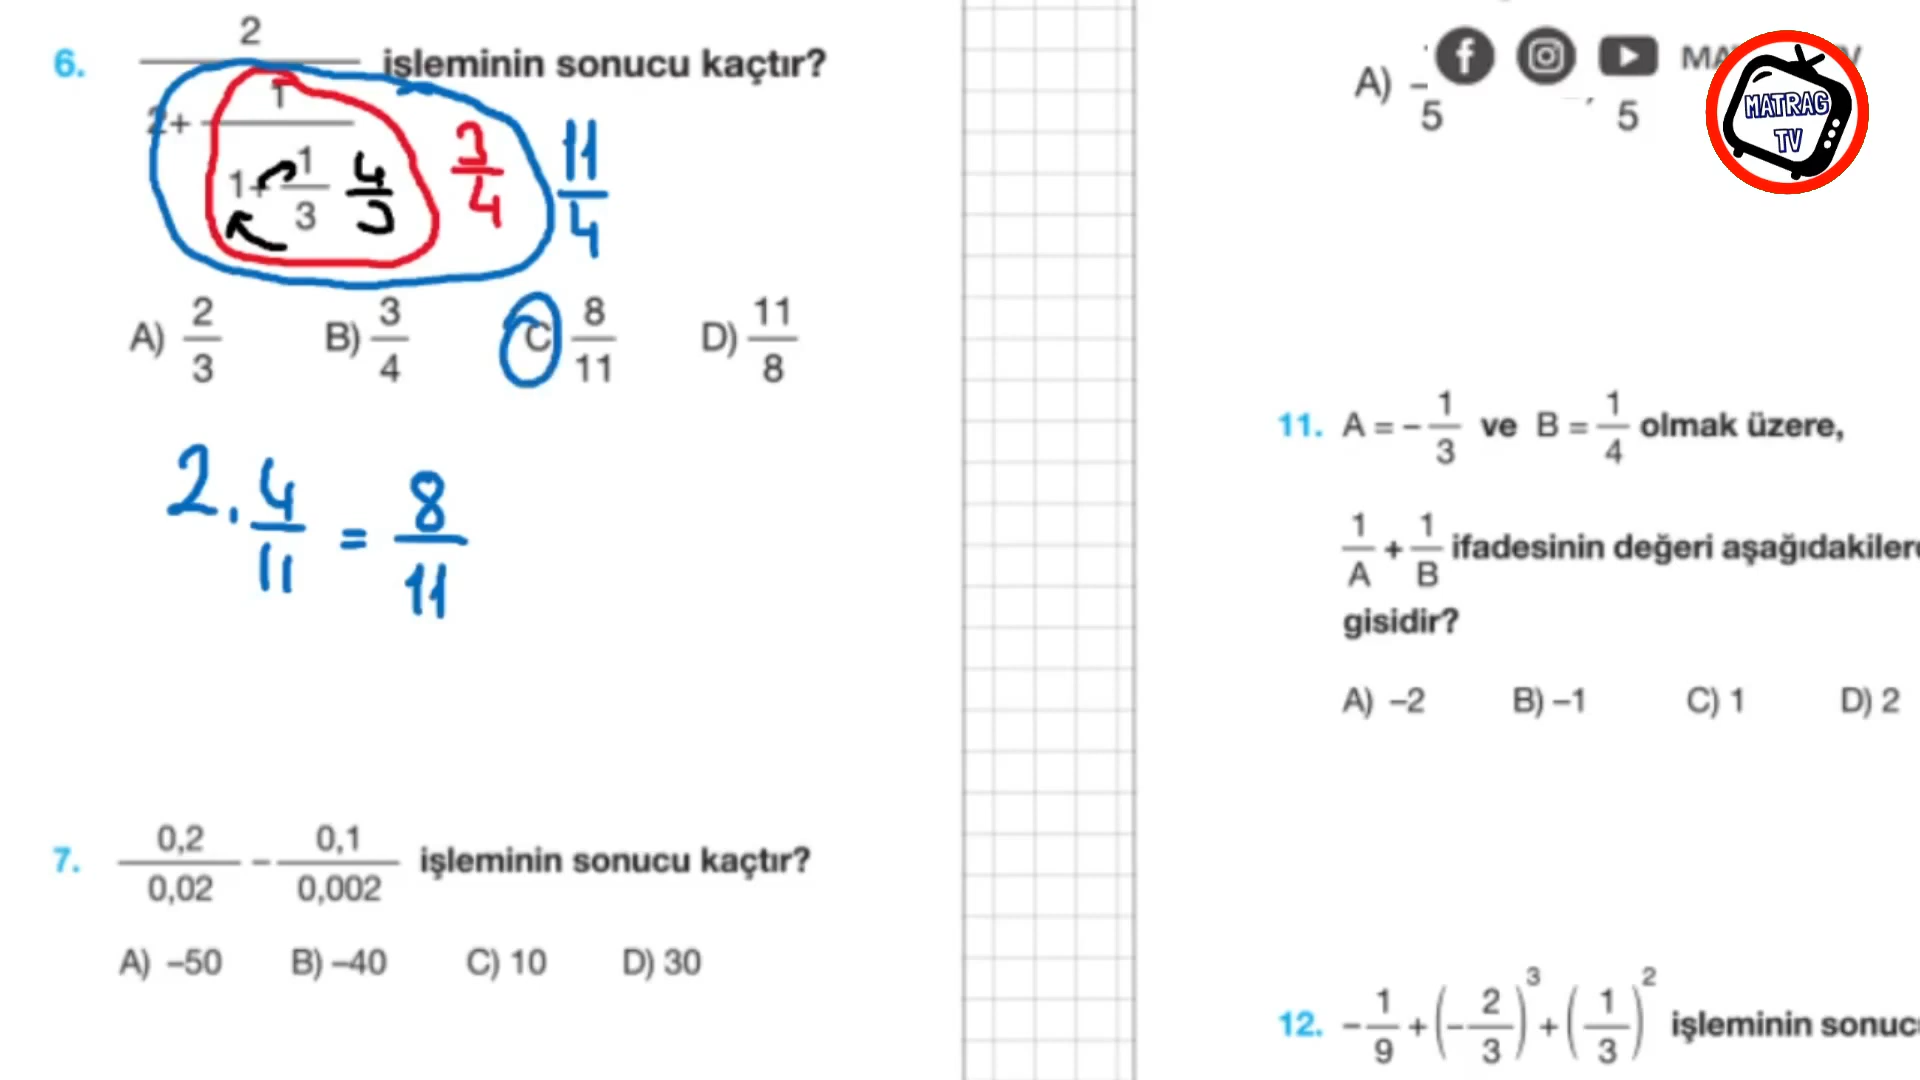 6. 2 / 2+ 1 / 1+ 1/3 işleminin sonucu kaçtır?
4/3
3/4
11/4
A) 2/3 B) 3/4 C 8/11 D) 11/8
2 . 4/11 = 8/11
7. 0,2/0,02 − 0,1/0,002 işleminin sonucu kaçtır?
A) −50 B) −40 C) 10 D) 30
MATRAG
TV
A) − 5 5
11. A = − 1/3 ve B = 1/4 olmak üzere,
1/A + 1/B ifadesinin değeri
gisidir?
A) −2 B) −1 C) 1 D) 2
12. − 1/9 + (− 2/3)³ + (1/3)² işleminin